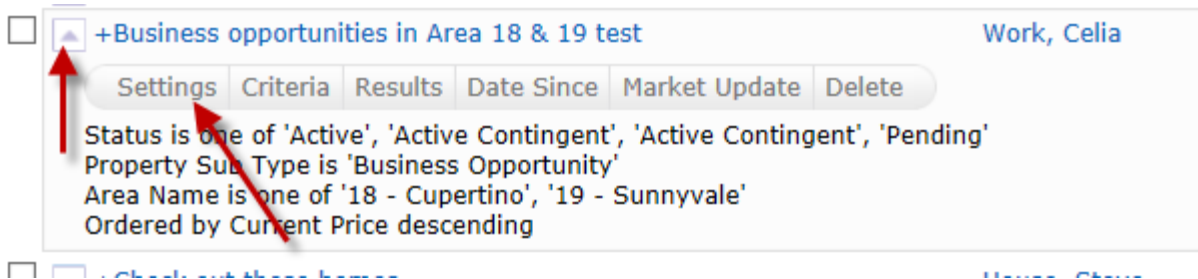 +Business opportunities in Area 18 & 19 test Work, Celia
Settings Criteria Results Date Since Market Update Delete
Status is one of 'Active', 'Active Contingent', 'Active Contingent', 'Pending'
Property Sub Type is 'Business Opportunity'
Area Name is one of '18 - Cupertino', '19 - Sunnyvale'
Ordered by Current Price descending